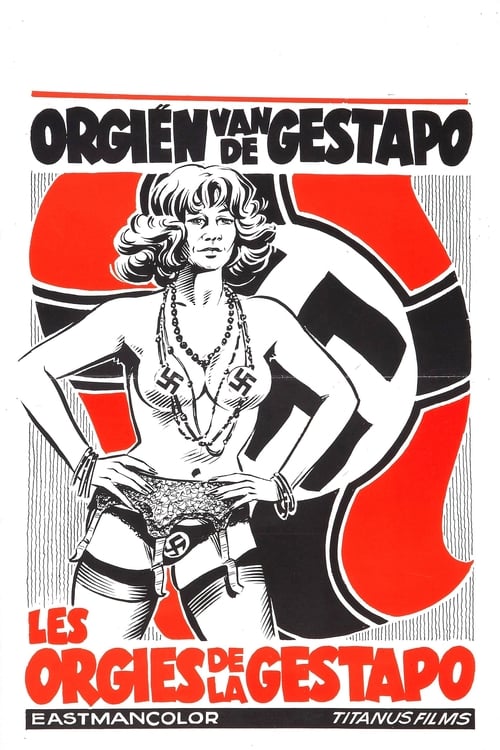 ORGIËN VAN DE GESTAPO
LES
ORGIES DE LA GESTAPO
EASTMANCOLOR TITANUS FILMS